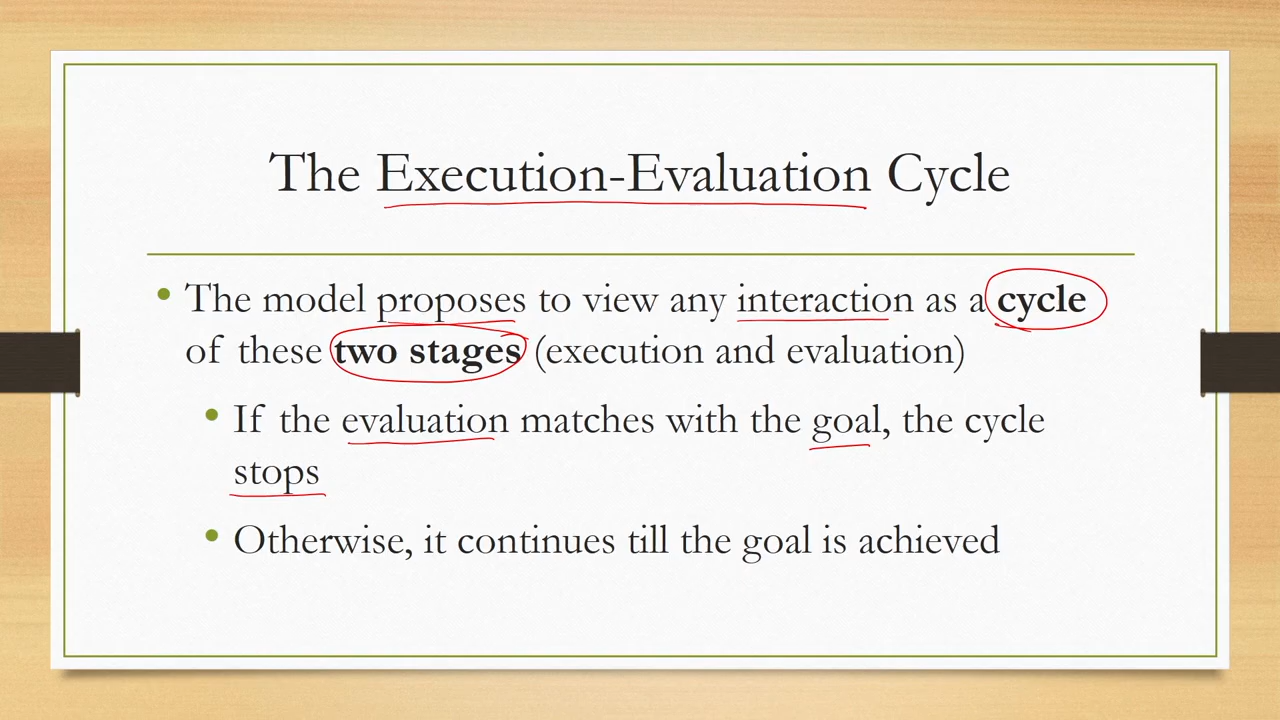 The Execution-Evaluation Cycle
• The model proposes to view any interaction as a cycle
of these two stages (execution and evaluation)
• If the evaluation matches with the goal, the cycle
stops
• Otherwise, it continues till the goal is achieved